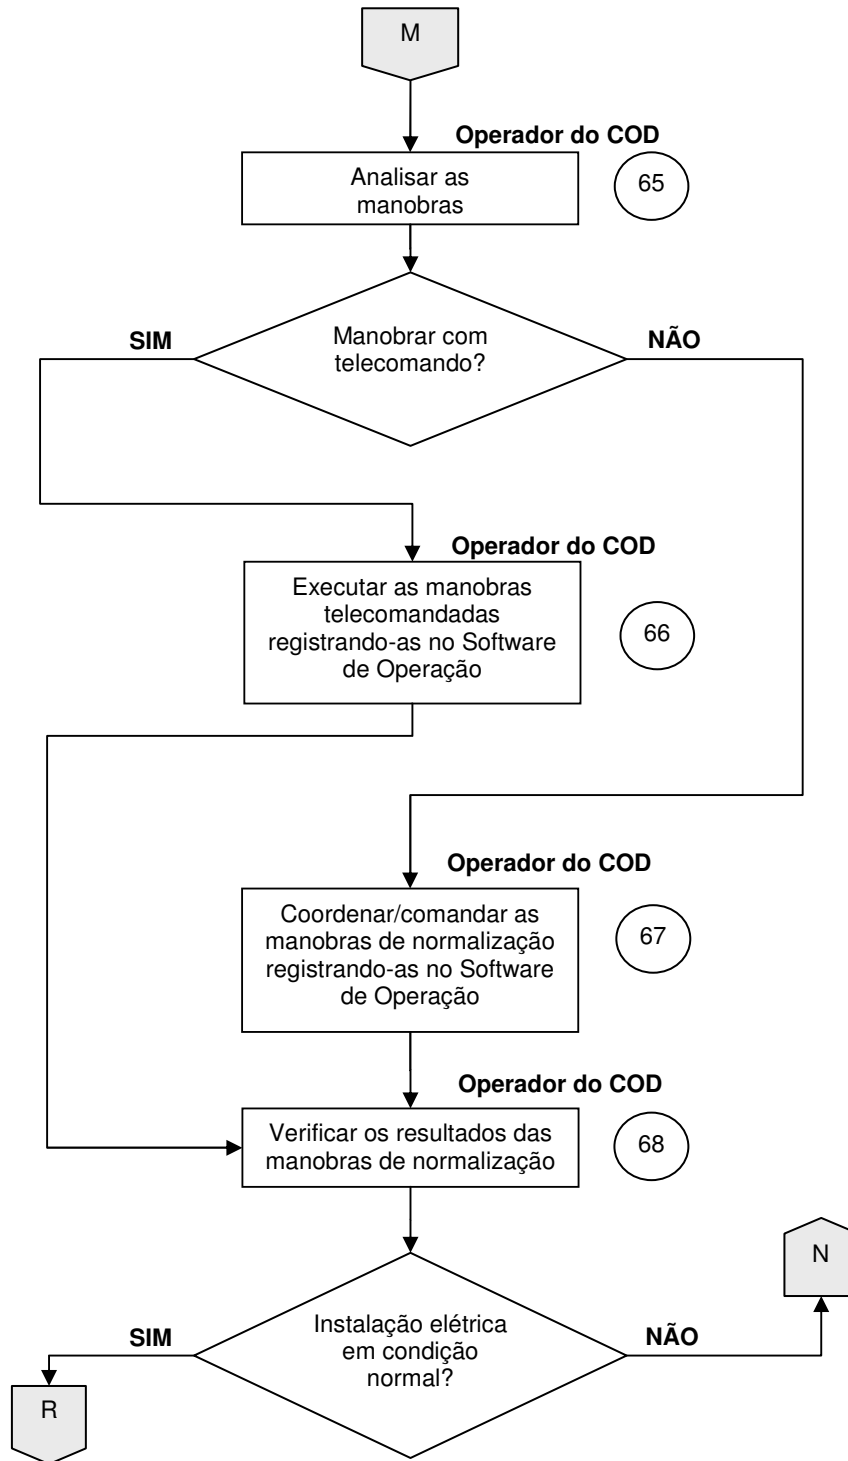 M
Operador do COD
Analisar as
manobras
65
SIM
Manobrar com
telecomando?
NÃO
Operador do COD
Executar as manobras
telecomandadas
registrando-as no Software
de Operação
66
Operador do COD
Coordenar/comandar as
manobras de normalização
registrando-as no Software
de Operação
67
Operador do COD
Verificar os resultados das
manobras de normalização
68
N
SIM
Instalação elétrica
em condição
normal?
NÃO
R